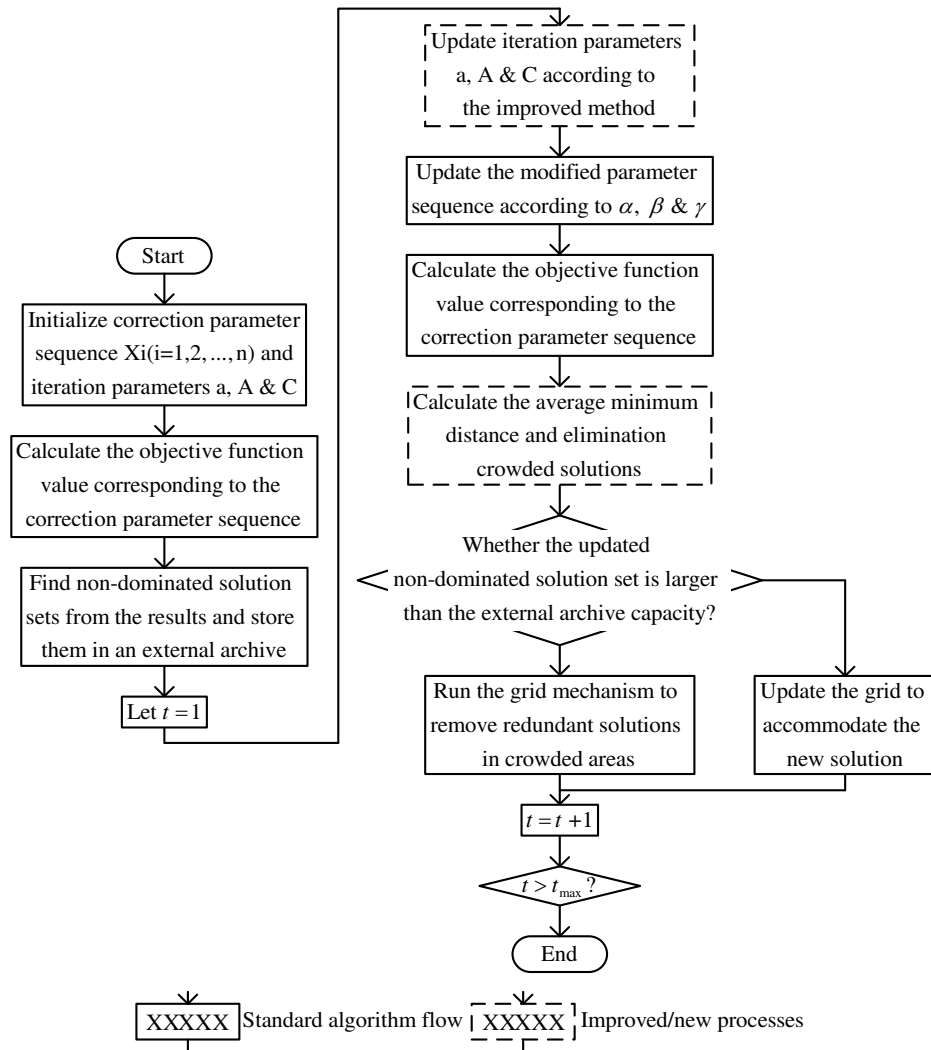 Start
Initialize correction parameter
sequence Xi(i=1,2,...,n) and
iteration parameters a, A & C
Calculate the objective function
value corresponding to the
correction parameter sequence
Find non-dominated solution
sets from the results and store
them in an external archive
Let t = 1
Update iteration parameters
a, A & C according to
the improved method
Update the modified parameter
sequence according to α, β & γ
Calculate the objective function
value corresponding to the
correction parameter sequence
Calculate the average minimum
distance and elimination
crowded solutions
Whether the updated
non-dominated solution set is larger
than the external archive capacity?
Run the grid mechanism to
remove redundant solutions
in crowded areas
Update the grid to
accommodate the
new solution
t = t +1
t > tmax ?
End
XXXXX Standard algorithm flow
XXXXX Improved/new processes